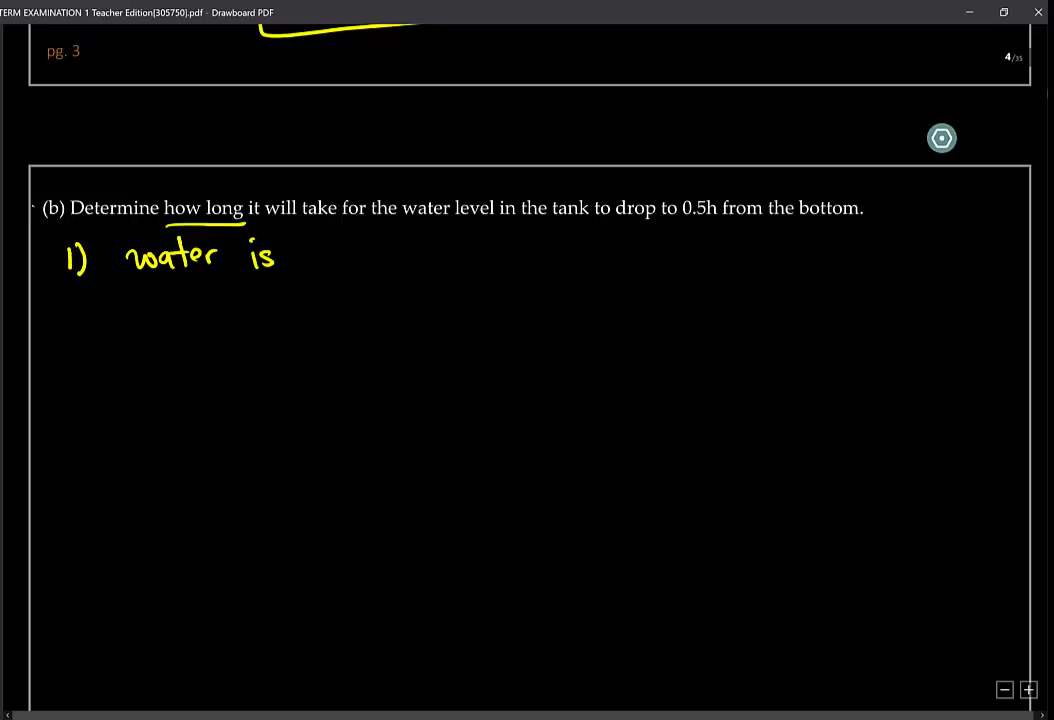 TERM EXAMINATION 1 Teacher Edition[305750].pdf - Drawboard PDF
pg. 3
4/35
(b) Determine how long it will take for the water level in the tank to drop to 0.5h from the bottom.
1) water is